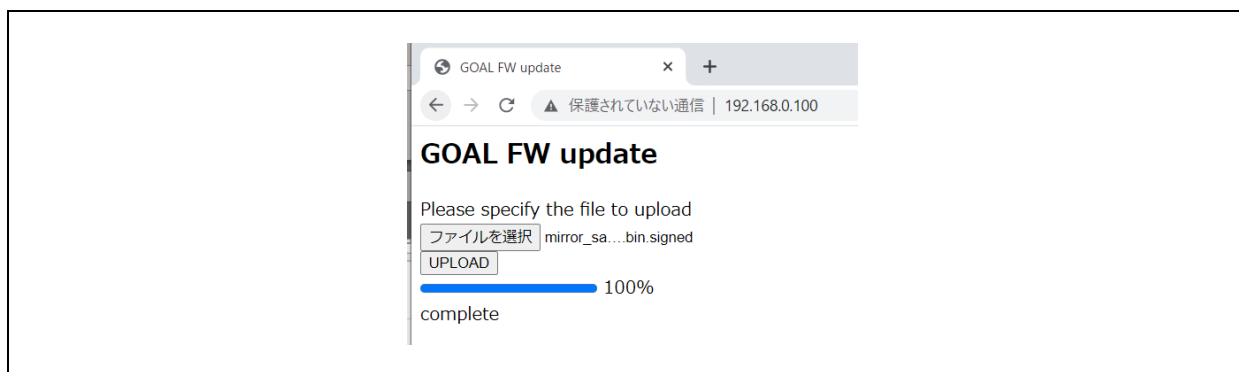 GOAL FW update
保護されていない通信 | 192.168.0.100
GOAL FW update
Please specify the file to upload
ファイルを選択 mirror_sa....bin.signed
UPLOAD
100%
complete